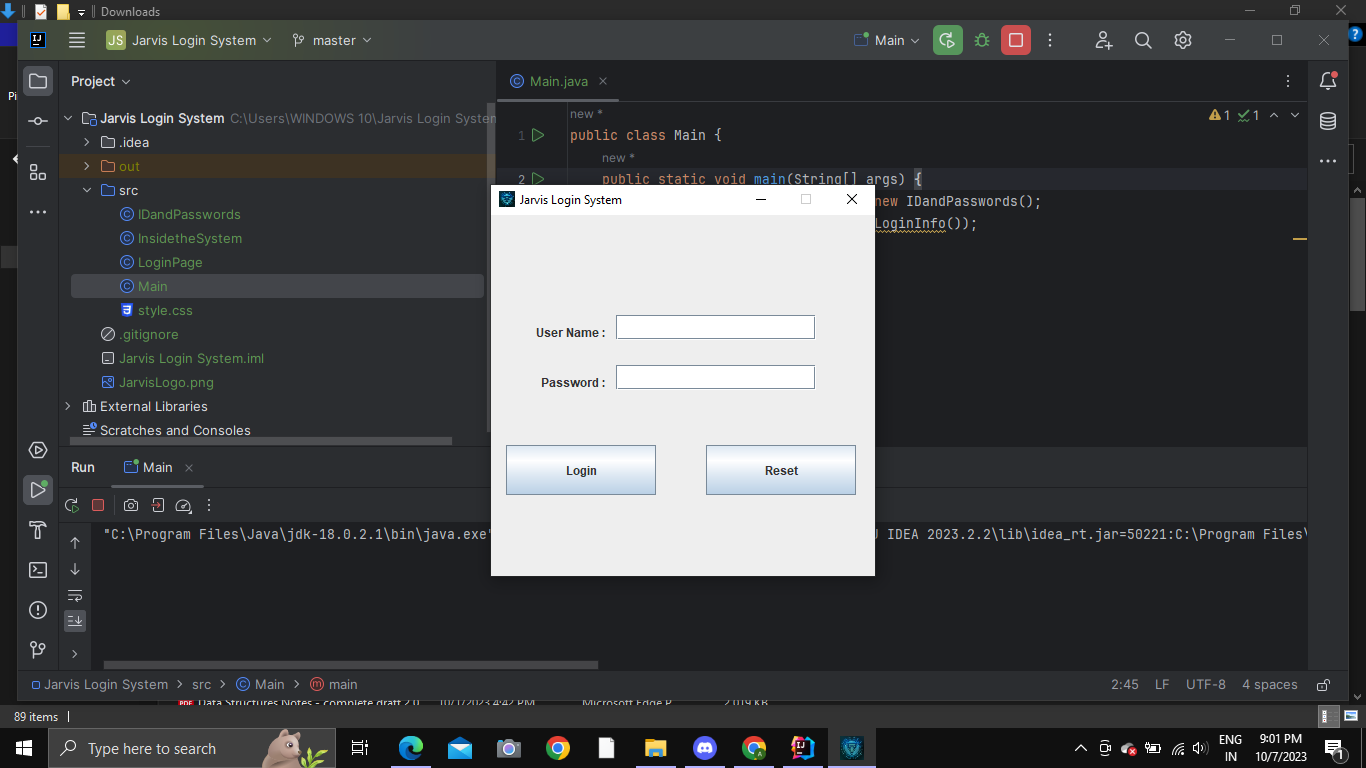 Downloads
Jarvis Login System
master
Main
Pi
Project
Main.java
Jarvis Login System C:\Users\WINDOWS 10\Jarvis Login System
.idea
out
src
IDandPasswords
InsidetheSystem
LoginPage
Main
style.css
.gitignore
Jarvis Login System.iml
JarvisLogo.png
External Libraries
Scratches and Consoles
new *
1 1
1 public class Main {
new *
2 public static void main(String[] args) {
new IDandPasswords();
LoginInfo());
Jarvis Login System
User Name :
Password :
Login
Reset
Run
Main
"C:\Program Files\Java\jdk-18.0.2.1\bin\java.exe"
J IDEA 2023.2.2\lib\idea_rt.jar=50221:C:\Program Files\
Jarvis Login System > src > Main > main
2:45 LF UTF-8 4 spaces
Data Structures Notes - complete draft 2.0 10/1/2023 4:42 PM Microsoft Edge P... 2,019 KB
89 items
Type here to search
ENG
IN
9:01 PM
10/7/2023
1